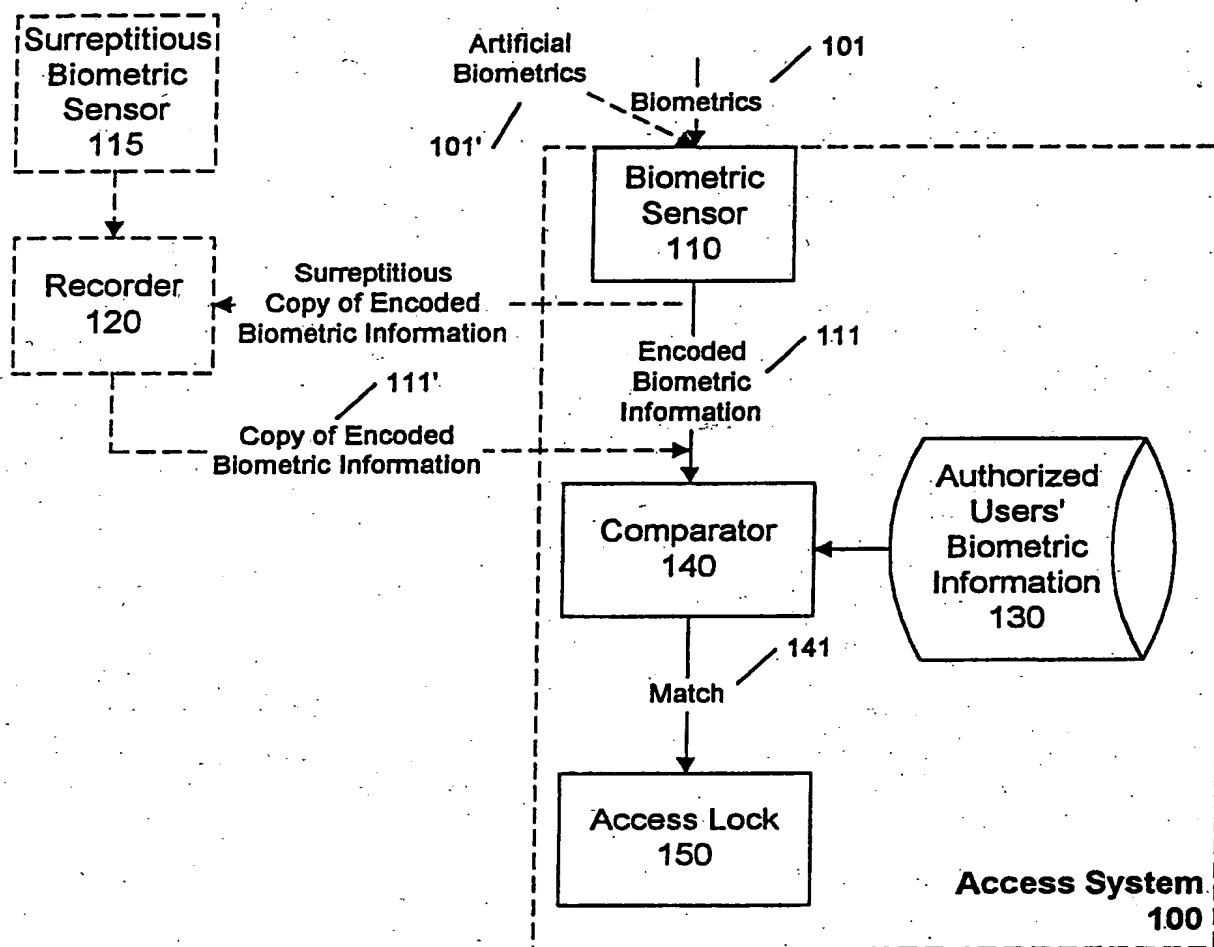 Surreptitious
Biometric
Sensor
115
Artificial
Biometrics
101'
101
Biometrics
Biometric
Sensor
110
Recorder
120
Surreptitious
Copy of Encoded
Biometric Information
111
Encoded
Biometric
Information
111'
Copy of Encoded
Biometric Information
Comparator
140
Authorized
Users'
Biometric
Information
130
141
Match
Access Lock
150
Access System
100